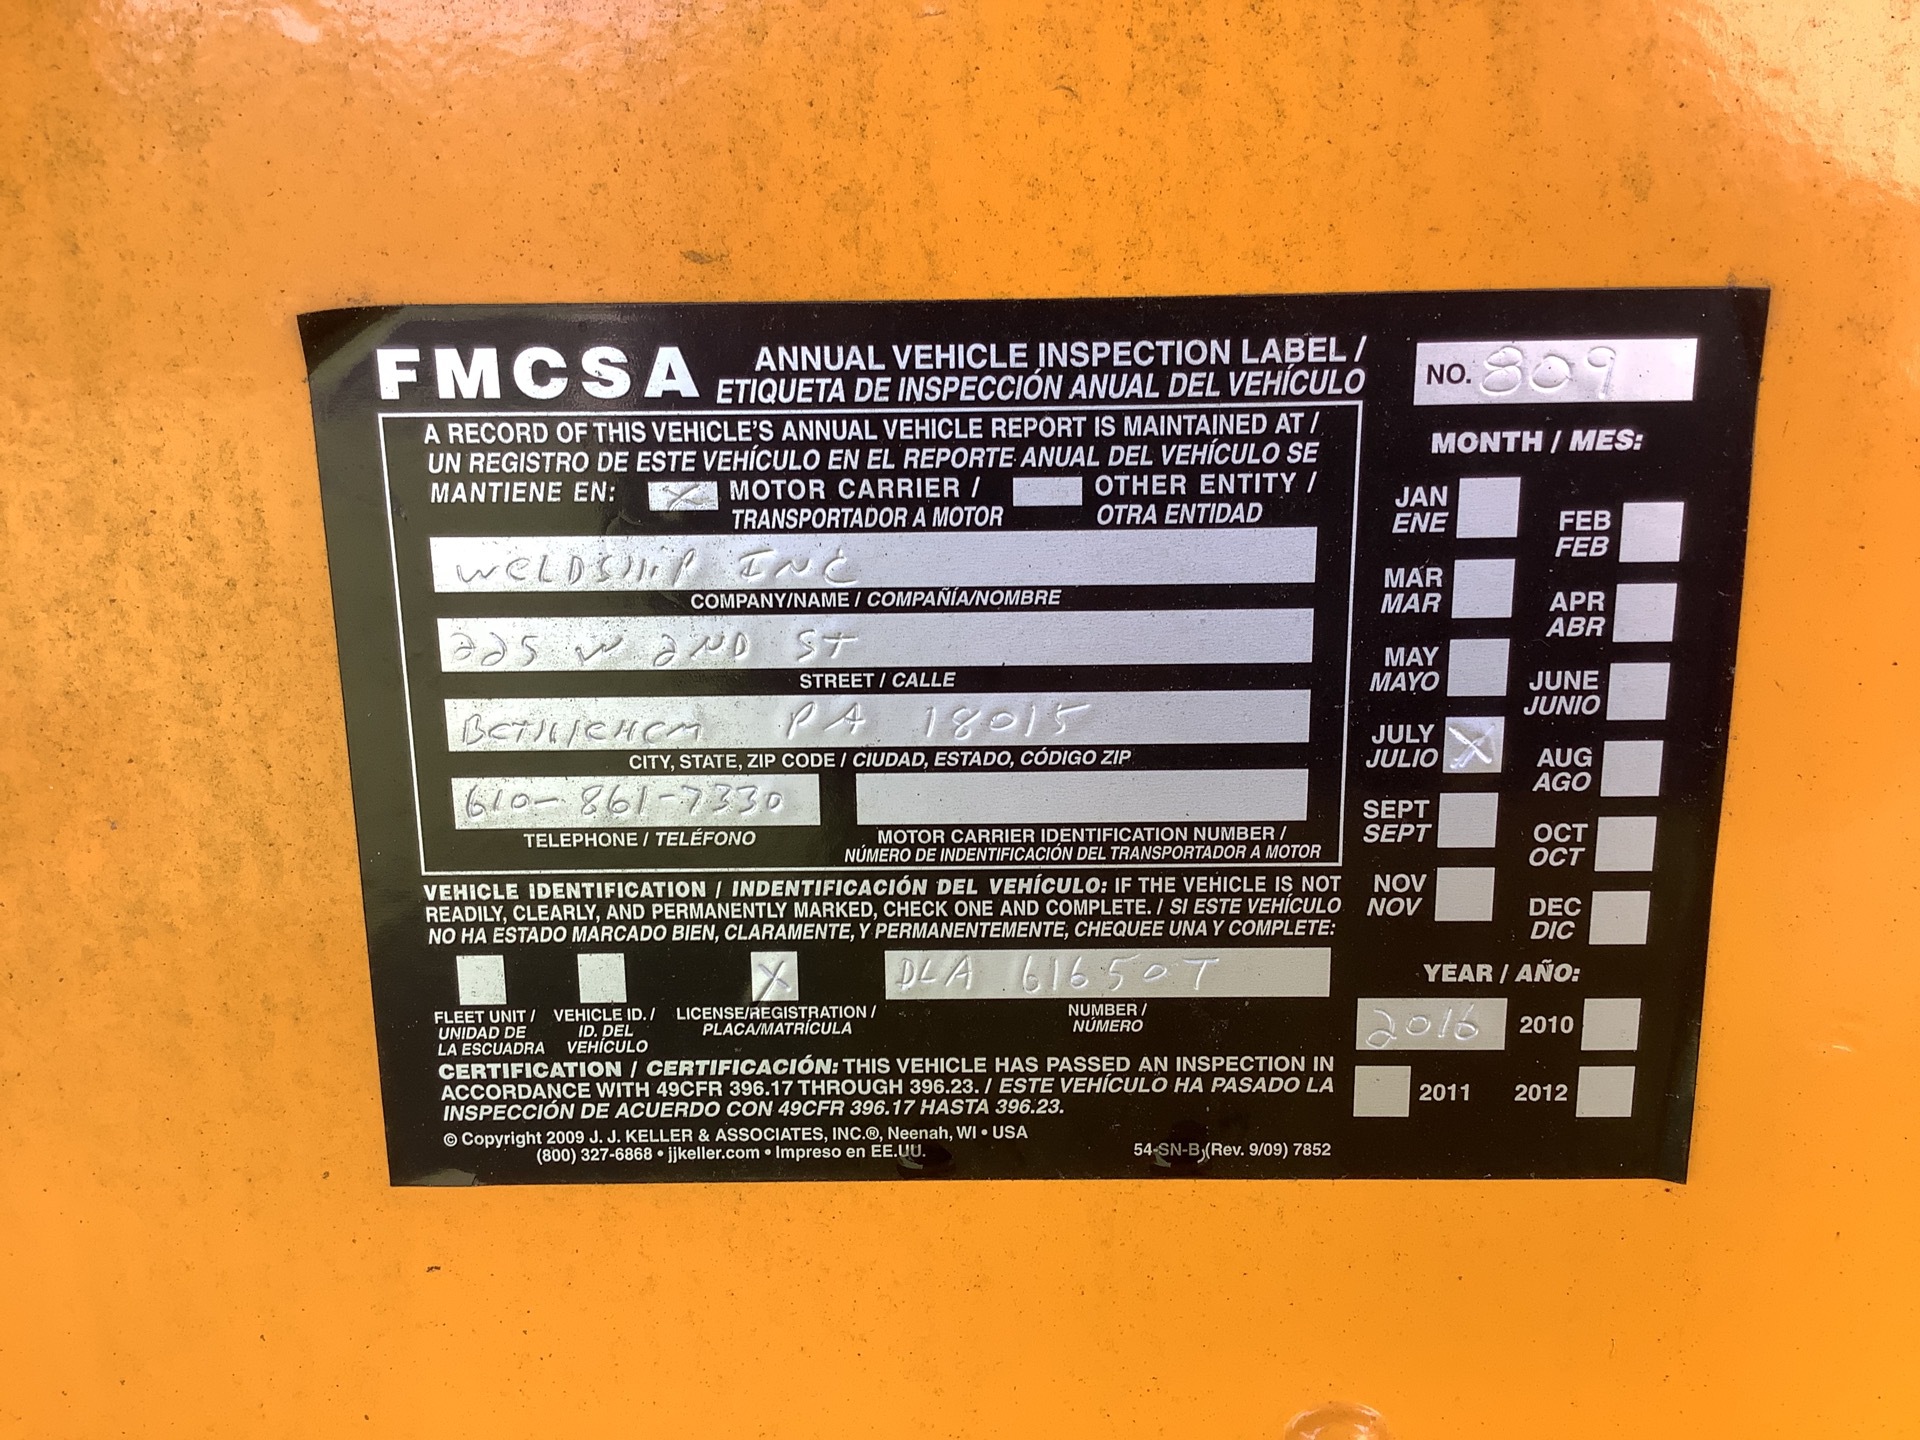 FMCSA ANNUAL VEHICLE INSPECTION LABEL /
ETIQUETA DE INSPECCIÓN ANUAL DEL VEHÍCULO
A RECORD OF THIS VEHICLE'S ANNUAL VEHICLE REPORT IS MAINTAINED AT /
UN REGISTRO DE ESTE VEHÍCULO EN EL REPORTE ANUAL DEL VEHÍCULO SE
MANTIENE EN: X MOTOR CARRIER / OTHER ENTITY /
TRANSPORTADOR A MOTOR OTRA ENTIDAD
WELDSHIP INC
COMPANY/NAME / COMPAÑÍA/NOMBRE
225 W 2ND ST
STREET / CALLE
BETHLEHEM PA 18015
CITY, STATE, ZIP CODE / CIUDAD, ESTADO, CÓDIGO ZIP
610-861-7330
TELEPHONE / TELÉFONO
MOTOR CARRIER IDENTIFICATION NUMBER /
NÚMERO DE INDENTIFICACIÓN DEL TRANSPORTADOR A MOTOR
VEHICLE IDENTIFICATION / INDENTIFICACIÓN DEL VEHÍCULO: IF THE VEHICLE IS NOT
READILY, CLEARLY, AND PERMANENTLY MARKED, CHECK ONE AND COMPLETE. / SI ESTE VEHÍCULO
NO HA ESTADO MARCADO BIEN, CLARAMENTE, Y PERMANENTEMENTE, CHEQUEE UNA Y COMPLETE:
X DLA 61650T
FLEET UNIT /
UNIDAD DE
LA ESCUADRA
VEHICLE ID. /
ID. DEL
VEHÍCULO
LICENSE/REGISTRATION /
PLACA/MATRÍCULA
NUMBER /
NÚMERO
CERTIFICATION / CERTIFICACIÓN: THIS VEHICLE HAS PASSED AN INSPECTION IN
ACCORDANCE WITH 49CFR 396.17 THROUGH 396.23. / ESTE VEHÍCULO HA PASADO LA
INSPECCIÓN DE ACUERDO CON 49CFR 396.17 HASTA 396.23.
© Copyright 2009 J. J. KELLER & ASSOCIATES, INC.®, Neenah, WI • USA
(800) 327-6868 • jjkeller.com • Impreso en EE.UU.
54-SN-B (Rev. 9/09) 7852
NO. 809
MONTH / MES:
JAN
ENE
FEB
FEB
MAR
MAR
APR
ABR
MAY
MAYO
JUNE
JUNIO
JULY
JULIO X
AUG
AGO
SEPT
SEPT
OCT
OCT
NOV
NOV
DEC
DIC
YEAR / AÑO:
2016 2010
2011 2012